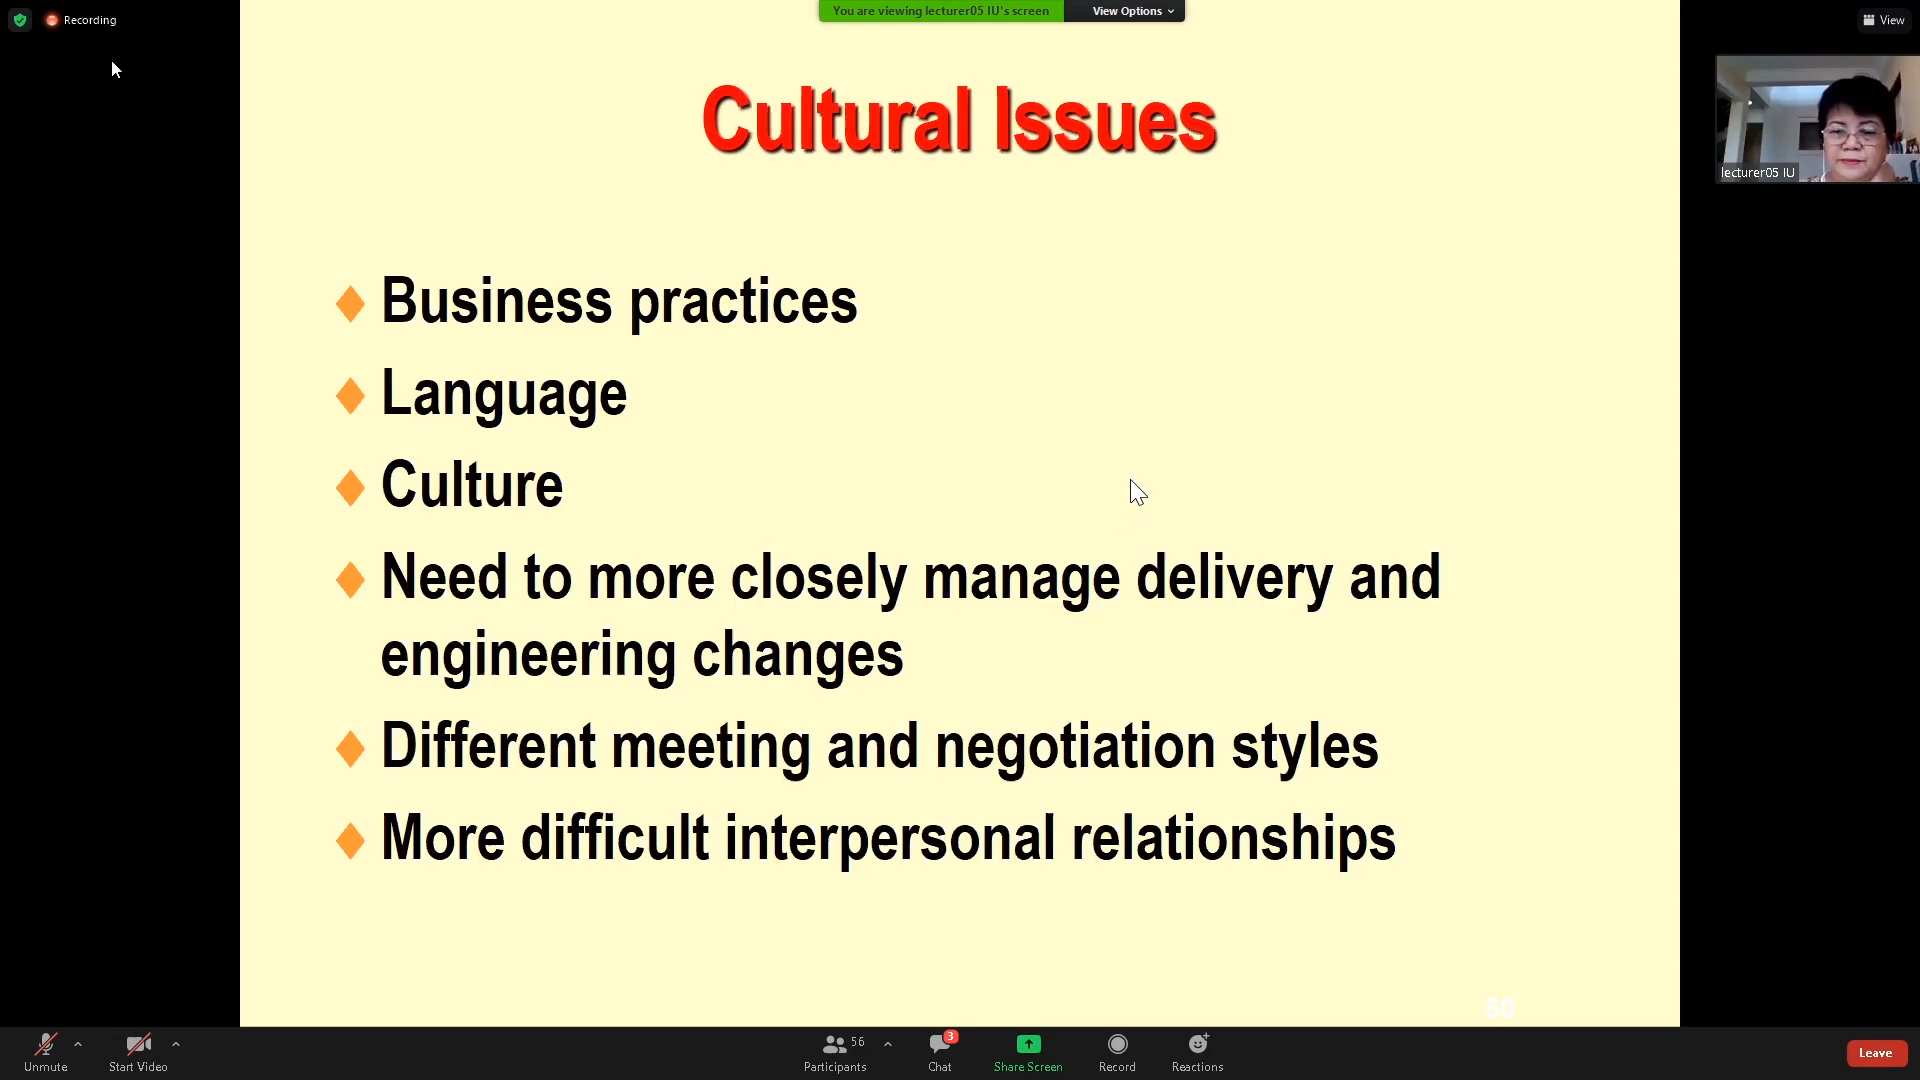 Recording
You are viewing lecturer05 IU's screen
View Options
View
Cultural Issues
lecturer05 IU
Business practices
Language
Culture
Need to more closely manage delivery and
engineering changes
Different meeting and negotiation styles
More difficult interpersonal relationships
50
Unmute
Start Video
56
Participants
3
Chat
Share Screen
Record
Reactions
Leave